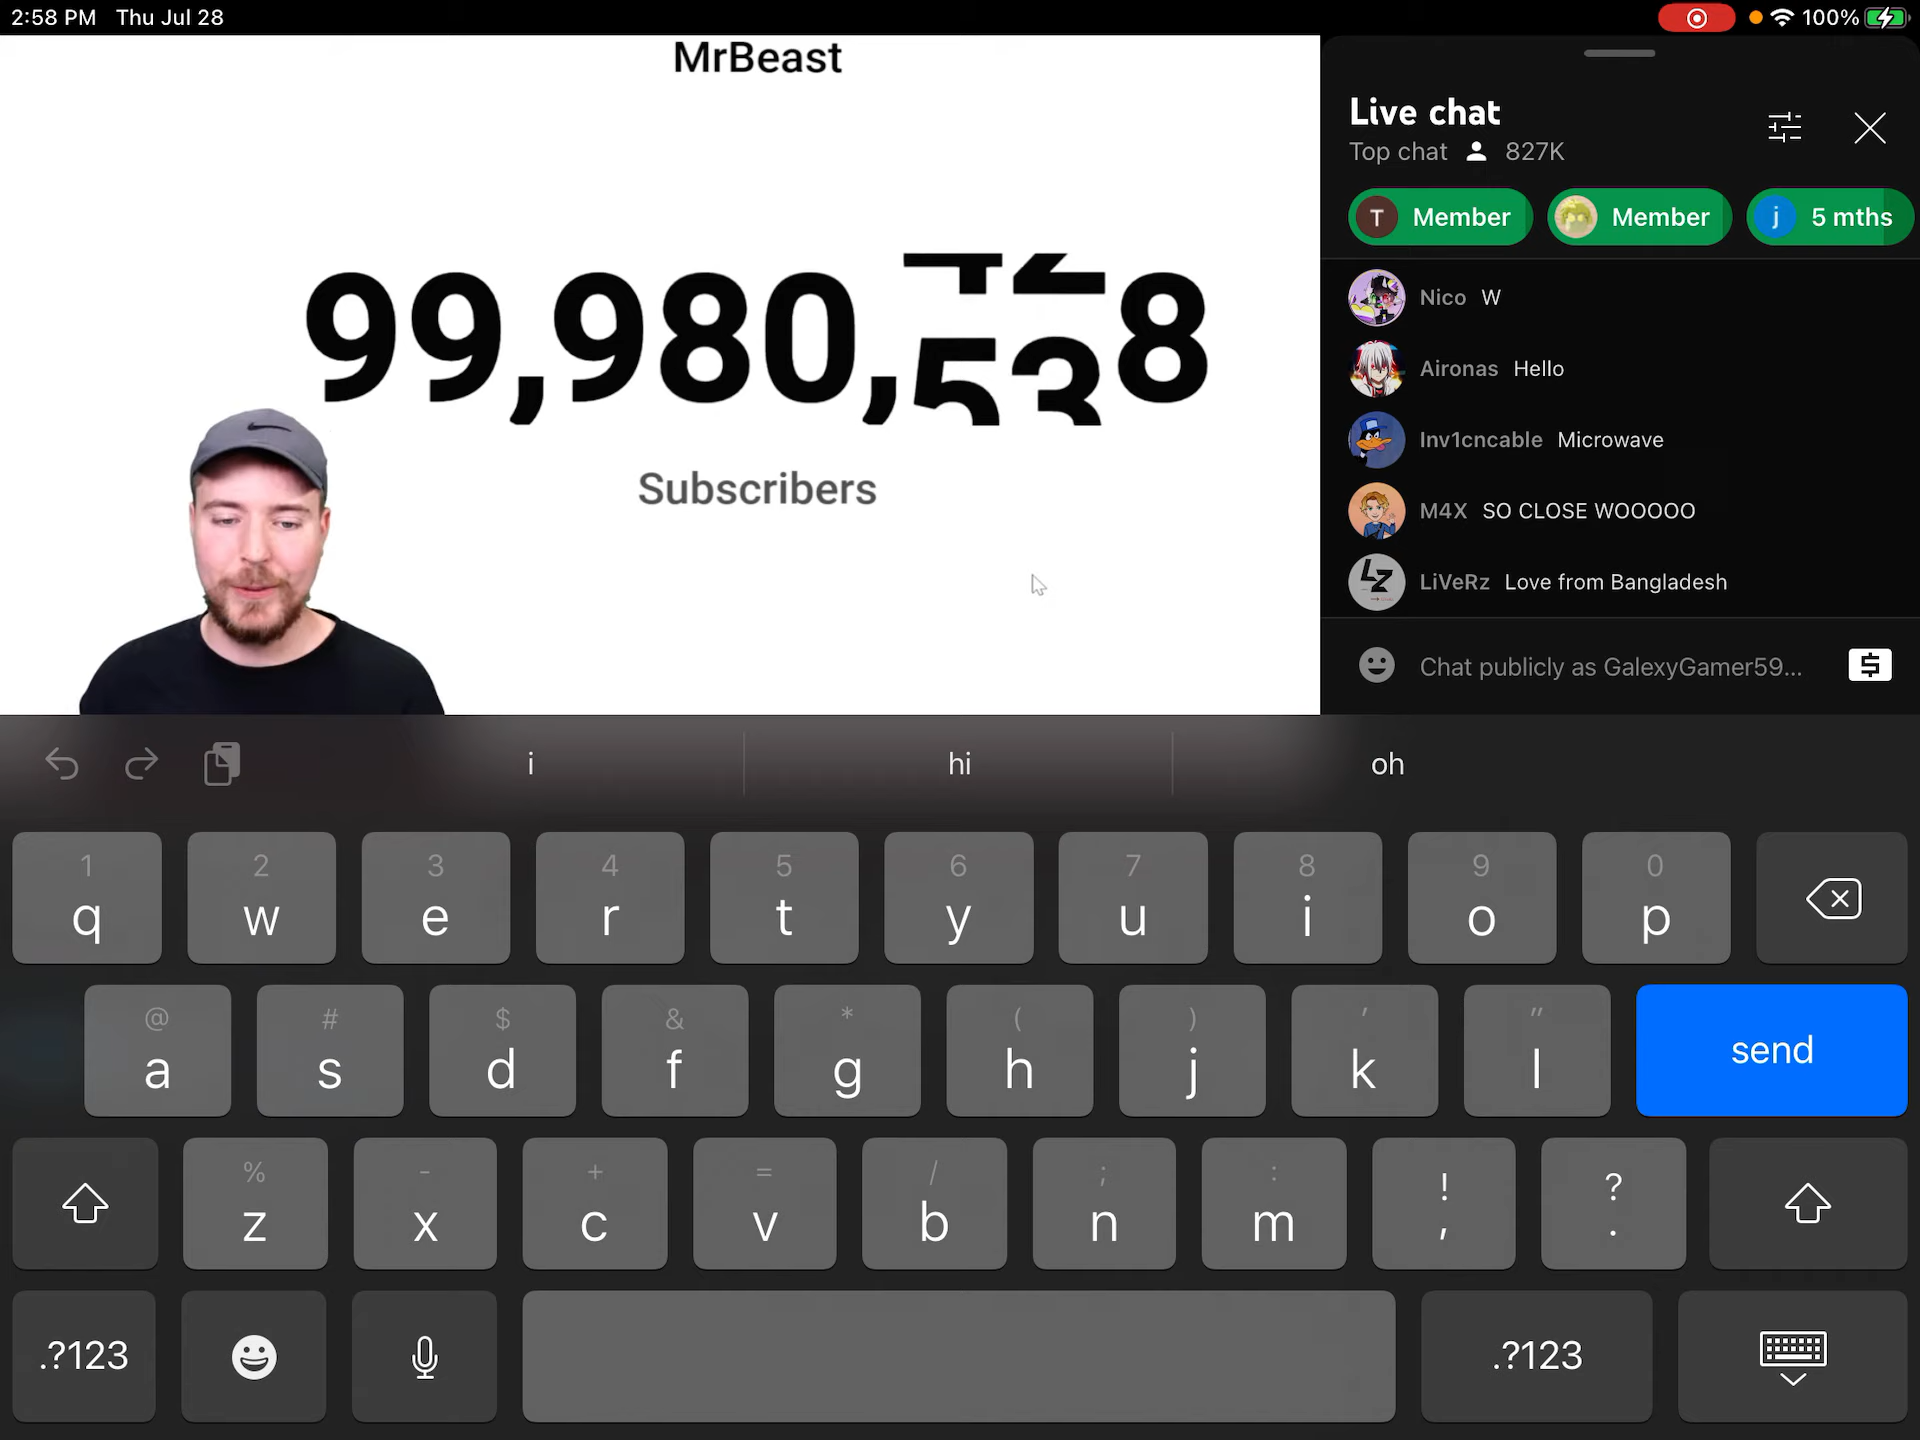 2:58 PM Thu Jul 28
100%
MrBeast
99,980,
8
Subscribers
Live chat
Top chat 827K
T Member
Member
j 5 mths
Nico W
Aironas Hello
Inv1cncable Microwave
M4X SO CLOSE WOOOOO
LZ
LiVeRz Love from Bangladesh
Chat publicly as GalexyGamer59...
$
i hi oh
1 2 3 4 5 6 7 8 9 0
q w e r t y u i o p
@ # $ & * ( ) ' "
a s d f g h j k l send
% - + = / ; : ! ?
z x c v b n m , .
.?123 .?123